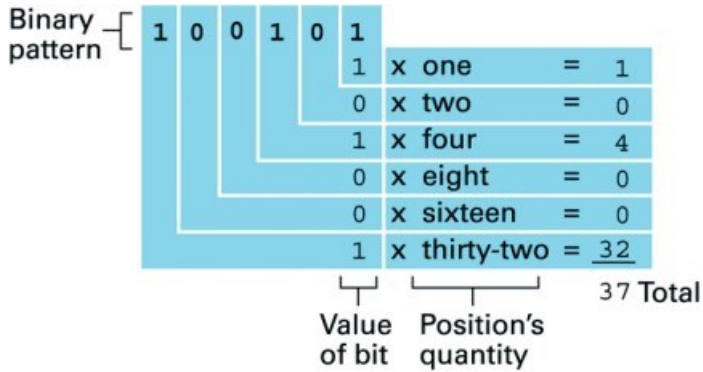 Binary pattern
1 0 0 1 0 1
1 x one = 1
0 x two = 0
1 x four = 4
0 x eight = 0
0 x sixteen = 0
1 x thirty-two = 32
37 Total
Value of bit
Position's quantity